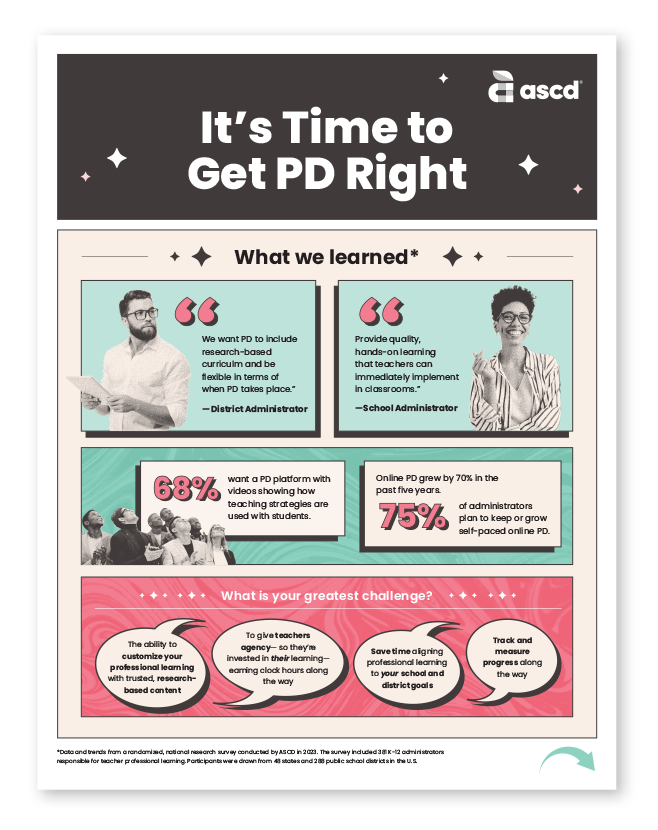 ascd
It's Time to
Get PD Right
What we learned*
We want PD to include
research-based
curriculm and be
flexible in terms of
when PD takes place."
—District Administrator
Provide quality,
hands-on learning
that teachers can
immediately implement
in classrooms."
—School Administrator
68%
want a PD platform with
videos showing how
teaching strategies are
used with students.
Online PD grew by 70% in the
past five years.
75%
of administrators
plan to keep or grow
self-paced online PD.
What is your greatest challenge?
The ability to
customize your
professional learning
with trusted, research-
based content
To give teachers
agency—so they're
invested in their learning—
earning clock hours along
the way
Save time aligning
professional learning
to your school and
district goals
Track and
measure
progress along
the way
*Data and trends from a randomized, national research survey conducted by ASCD in 2023. The survey included 381 K-12 administrators
responsible for teacher professional learning. Participants were drawn from 48 states and 288 public school districts in the U.S.